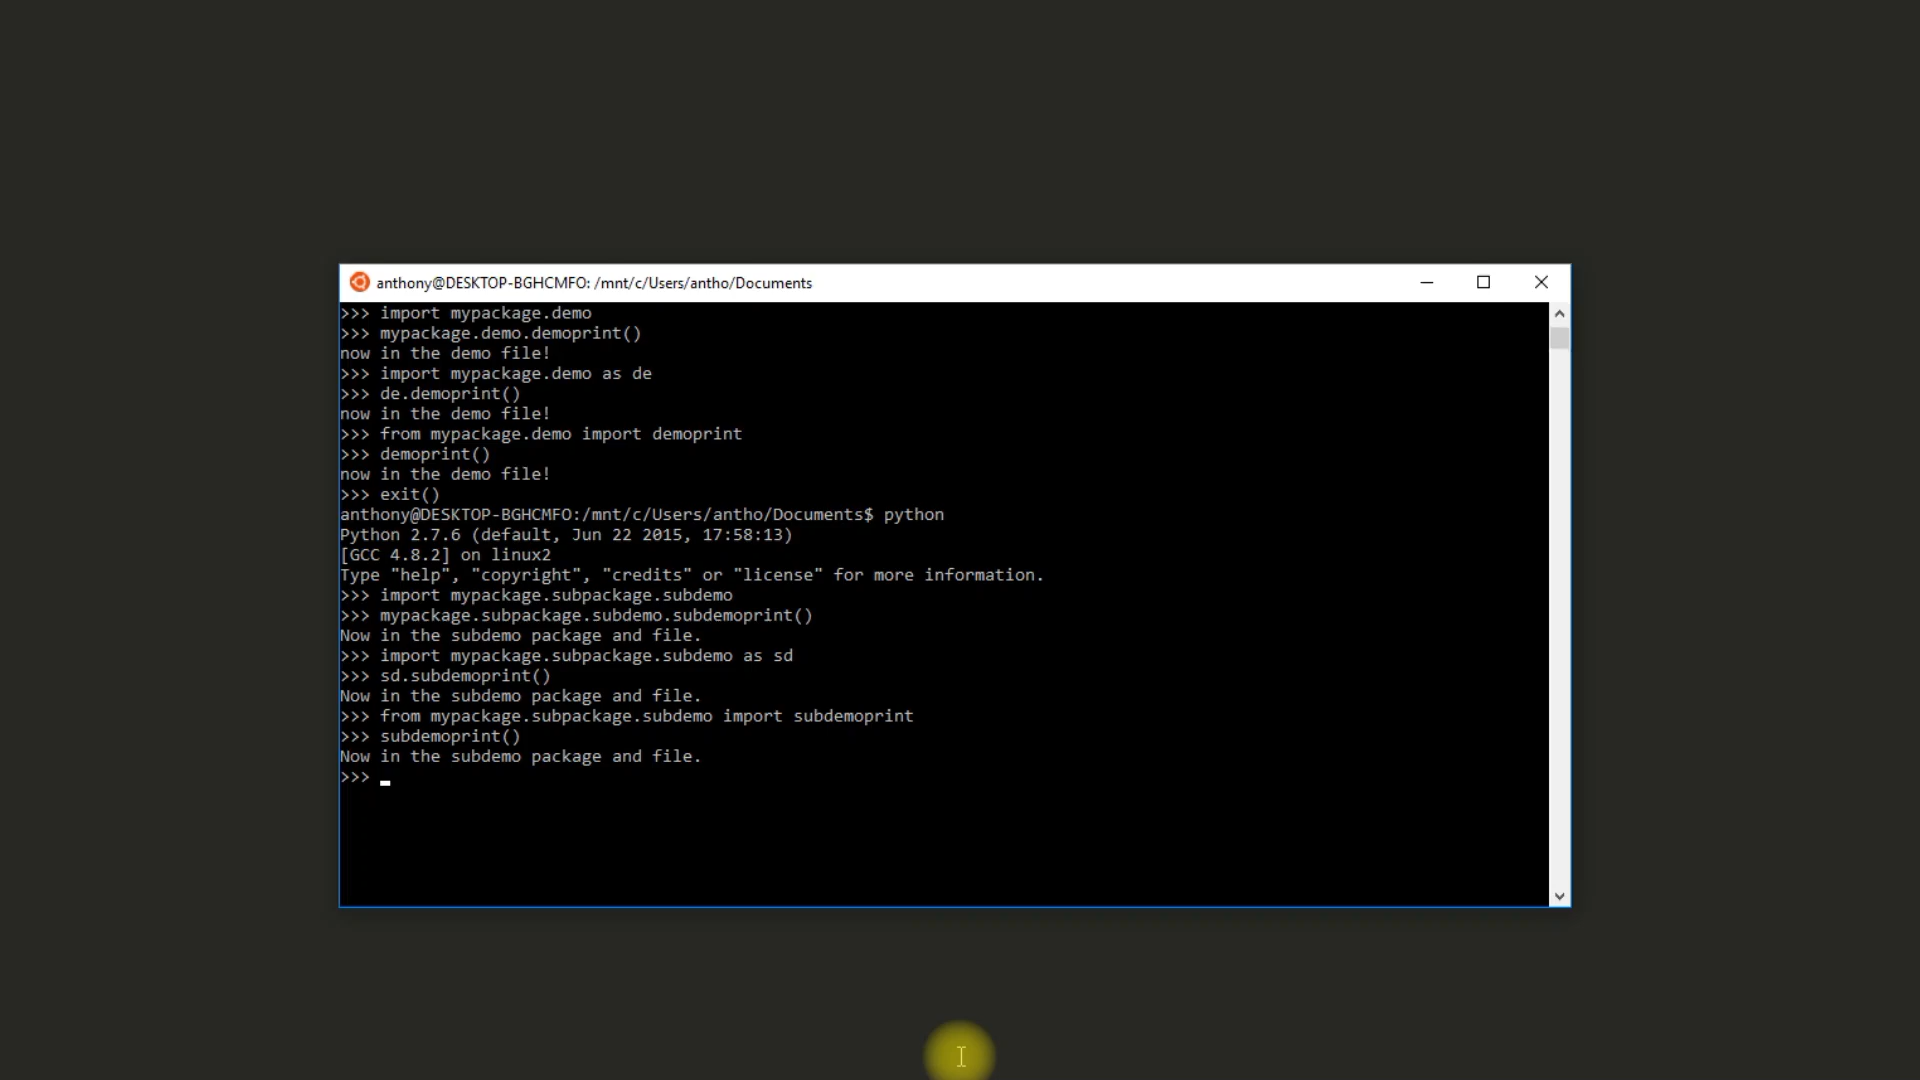 anthony@DESKTOP-BGHCMFO: /mnt/c/Users/antho/Documents
>>> import mypackage.demo
>>> mypackage.demo.demoprint()
now in the demo file!
>>> import mypackage.demo as de
>>> de.demoprint()
now in the demo file!
>>> from mypackage.demo import demoprint
>>> demoprint()
now in the demo file!
>>> exit()
anthony@DESKTOP-BGHCMFO:/mnt/c/Users/antho/Documents$ python
Python 2.7.6 (default, Jun 22 2015, 17:58:13)
[GCC 4.8.2] on linux2
Type "help", "copyright", "credits" or "license" for more information.
>>> import mypackage.subpackage.subdemo
>>> mypackage.subpackage.subdemo.subdemoprint()
Now in the subdemo package and file.
>>> import mypackage.subpackage.subdemo as sd
>>> sd.subdemoprint()
Now in the subdemo package and file.
>>> from mypackage.subpackage.subdemo import subdemoprint
>>> subdemoprint()
Now in the subdemo package and file.
>>>